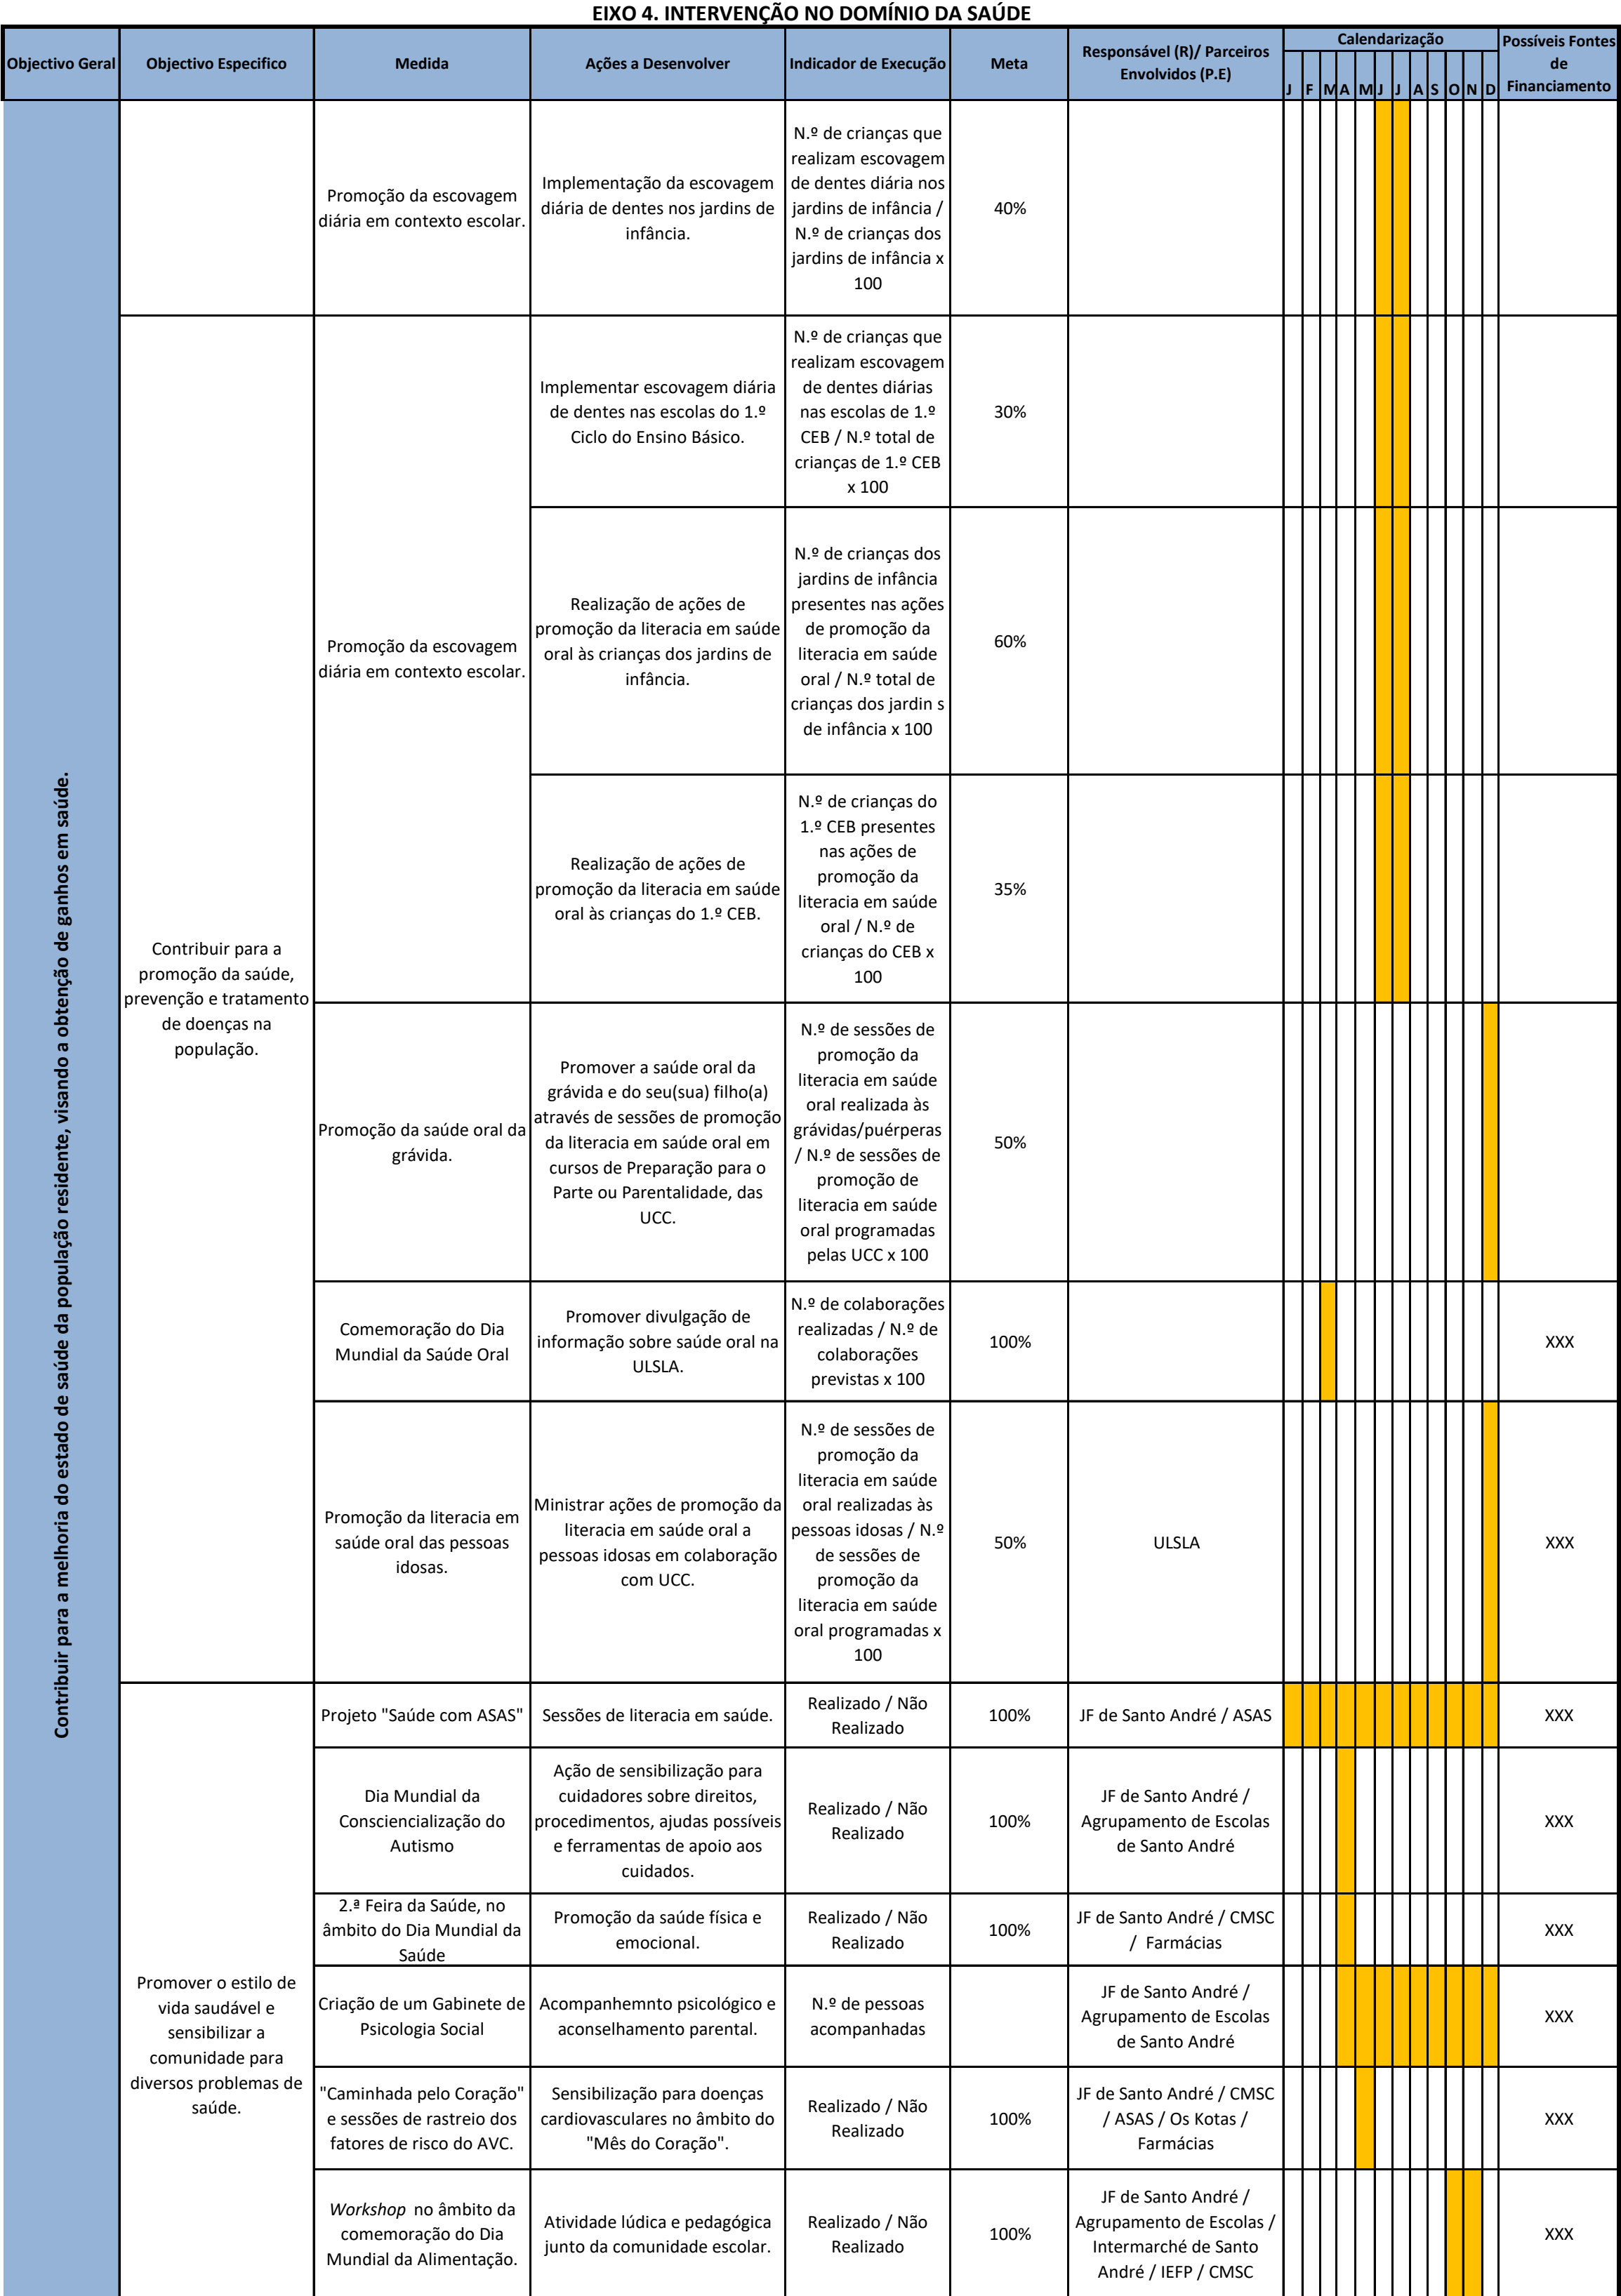 EIXO 4. INTERVENÇÃO NO DOMÍNIO DA SAÚDE
Objectivo Geral
Objectivo Especifico
Medida
Ações a Desenvolver
Indicador de Execução
Meta
Responsável (R)/ Parceiros
Envolvidos (P.E)
Calendarização
J F M A M J J A S O N D
Possíveis Fontes
de
Financiamento
Contribuir para a melhoria do estado de saúde da população residente, visando a obtenção de ganhos em saúde.
Promoção da escovagem
diária em contexto escolar.
Implementação da escovagem
diária de dentes nos jardins de
infância.
N.º de crianças que
realizam escovagem
de dentes diária nos
jardins de infância /
N.º de crianças dos
jardins de infância x
100
40%
Contribuir para a
promoção da saúde,
prevenção e tratamento
de doenças na
população.
Promoção da escovagem
diária em contexto escolar.
Implementar escovagem diária
de dentes nas escolas do 1.º
Ciclo do Ensino Básico.
N.º de crianças que
realizam escovagem
de dentes diárias
nas escolas de 1.º
CEB / N.º total de
crianças de 1.º CEB
x 100
30%
Realização de ações de
promoção da literacia em saúde
oral às crianças dos jardins de
infância.
N.º de crianças dos
jardins de infância
presentes nas ações
de promoção da
literacia em saúde
oral / N.º total de
crianças dos jardin s
de infância x 100
60%
Realização de ações de
promoção da literacia em saúde
oral às crianças do 1.º CEB.
N.º de crianças do
1.º CEB presentes
nas ações de
promoção da
literacia em saúde
oral / N.º de
crianças do CEB x
100
35%
Promoção da saúde oral da
grávida.
Promover a saúde oral da
grávida e do seu(sua) filho(a)
através de sessões de promoção
da literacia em saúde oral em
cursos de Preparação para o
Parte ou Parentalidade, das
UCC.
N.º de sessões de
promoção da
literacia em saúde
oral realizada às
grávidas/puérperas
/ N.º de sessões de
promoção de
literacia em saúde
oral programadas
pelas UCC x 100
50%
Comemoração do Dia
Mundial da Saúde Oral
Promover divulgação de
informação sobre saúde oral na
ULSLA.
N.º de colaborações
realizadas / N.º de
colaborações
previstas x 100
100%
XXX
Promoção da literacia em
saúde oral das pessoas
idosas.
Ministrar ações de promoção da
literacia em saúde oral a
pessoas idosas em colaboração
com UCC.
N.º de sessões de
promoção da
literacia em saúde
oral realizadas às
pessoas idosas / N.º
de sessões de
promoção da
literacia em saúde
oral programadas x
100
50%
ULSLA
XXX
Promover o estilo de
vida saudável e
sensibilizar a
comunidade para
diversos problemas de
saúde.
Projeto "Saúde com ASAS"
Sessões de literacia em saúde.
Realizado / Não
Realizado
100%
JF de Santo André / ASAS
XXX
Dia Mundial da
Consciencialização do
Autismo
Ação de sensibilização para
cuidadores sobre direitos,
procedimentos, ajudas possíveis
e ferramentas de apoio aos
cuidados.
Realizado / Não
Realizado
100%
JF de Santo André /
Agrupamento de Escolas
de Santo André
XXX
2.ª Feira da Saúde, no
âmbito do Dia Mundial da
Saúde
Promoção da saúde física e
emocional.
Realizado / Não
Realizado
100%
JF de Santo André / CMSC
/ Farmácias
XXX
Criação de um Gabinete de
Psicologia Social
Acompanhemnto psicológico e
aconselhamento parental.
N.º de pessoas
acompanhadas
JF de Santo André /
Agrupamento de Escolas
de Santo André
XXX
"Caminhada pelo Coração"
e sessões de rastreio dos
fatores de risco do AVC.
Sensibilização para doenças
cardiovasculares no âmbito do
"Mês do Coração".
Realizado / Não
Realizado
100%
JF de Santo André / CMSC
/ ASAS / Os Kotas /
Farmácias
XXX
Workshop no âmbito da
comemoração do Dia
Mundial da Alimentação.
Atividade lúdica e pedagógica
junto da comunidade escolar.
Realizado / Não
Realizado
100%
JF de Santo André /
Agrupamento de Escolas /
Intermarché de Santo
André / IEFP / CMSC
XXX